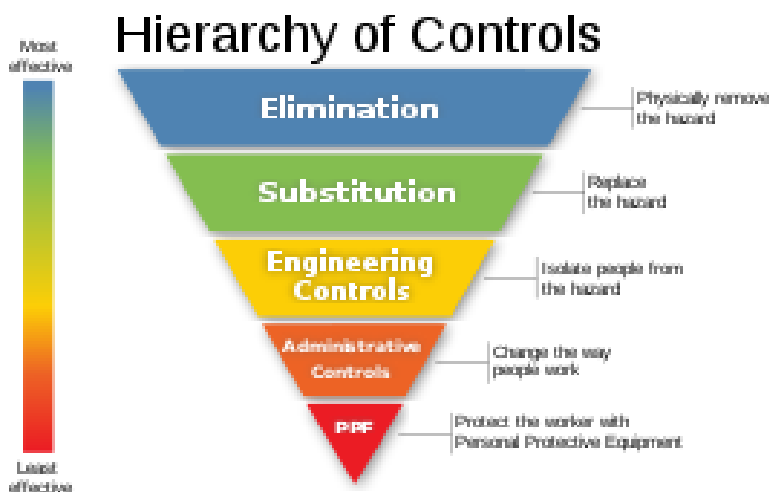 Hierarchy of Controls
Most
effective
Elimination
Physically remove
the hazard
Substitution
Replace
the hazard
Engineering
Controls
Isolate people from
the hazard
Administrative
Controls
Change the way
people work
PPE
Protect the worker with
Personal Protective Equipment
Least
effective